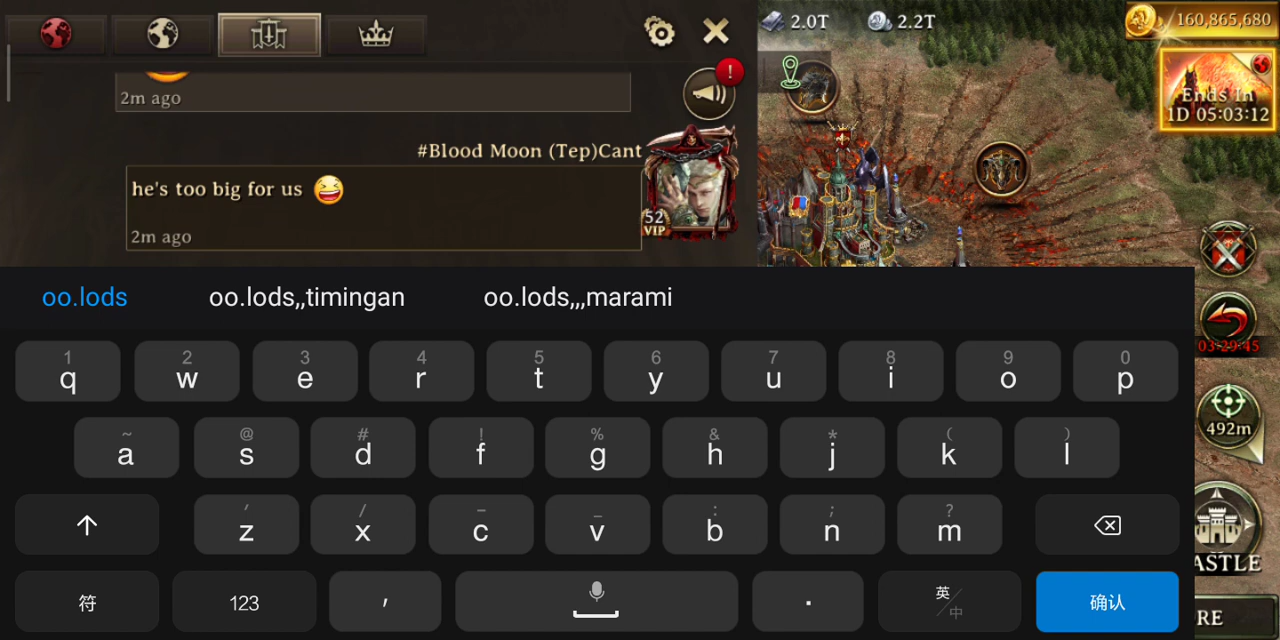 2.0T
2.2T
160,865,680
Ends In
1D 05:03:12
2m ago
!
#Blood Moon (Tep)Cant
he's too big for us 😆
2m ago
52
VIP
03:29:45
492m
ASTLE
RE
oo.lods
oo.lods,,timingan
oo.lods,,,marami
1 2 3 4 5 6 7 8 9 0
q w e r t y u i o p
~ @ # ! % & * ( )
a s d f g h j k l
' / – _ : ; ?
z x c v b n m
符 123 , . 英/中 确认